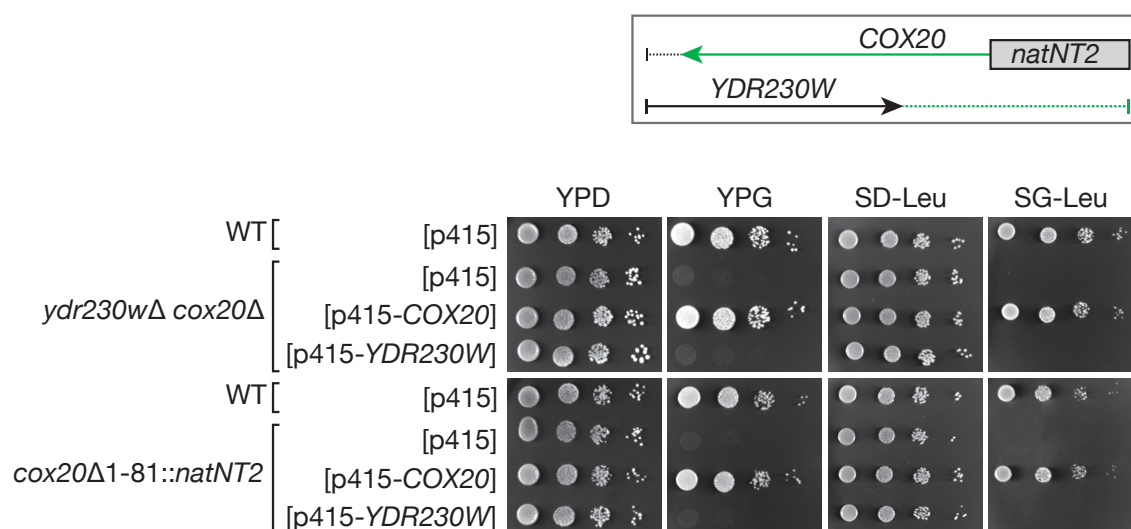 COX20 natNT2
YDR230W
YPD YPG SD-Leu SG-Leu
WT [p415]
[p415]
ydr230wΔ cox20Δ [p415-COX20]
[p415-YDR230W]
WT [p415]
[p415]
cox20Δ1-81::natNT2 [p415-COX20]
[p415-YDR230W]